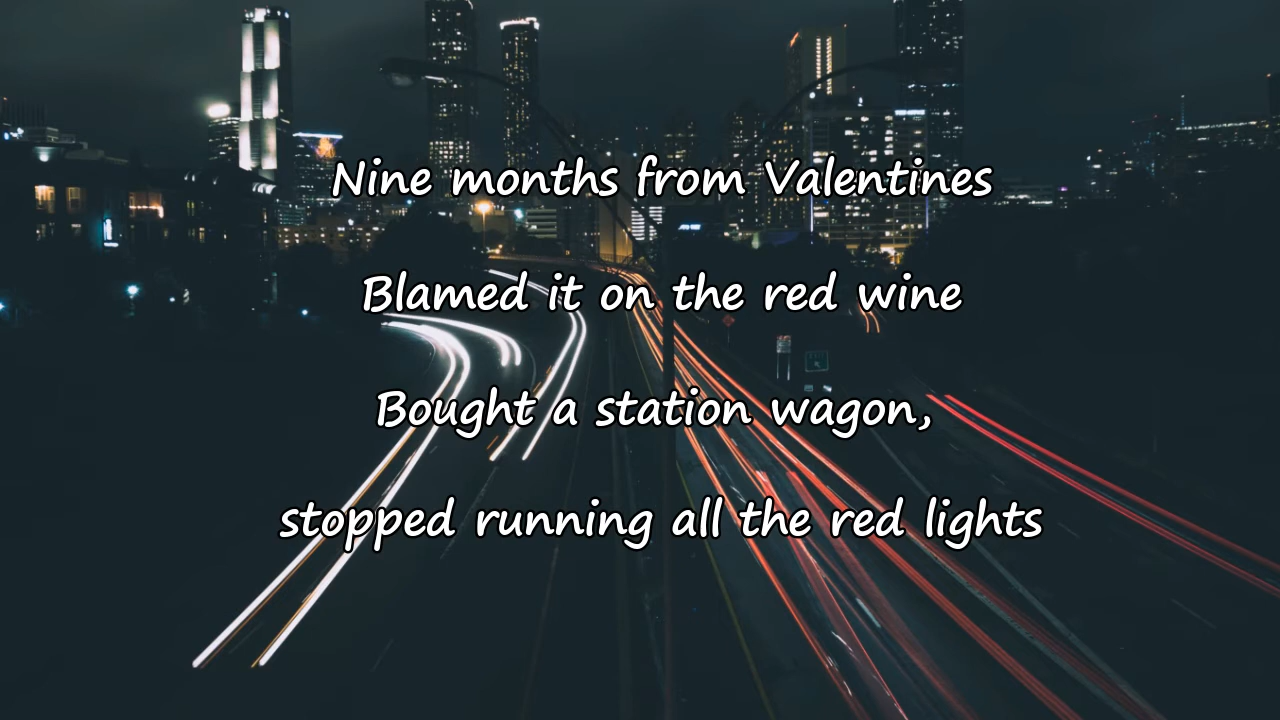 Nine months from Valentines
Blamed it on the red wine
Bought a station wagon,
stopped running all the red lights